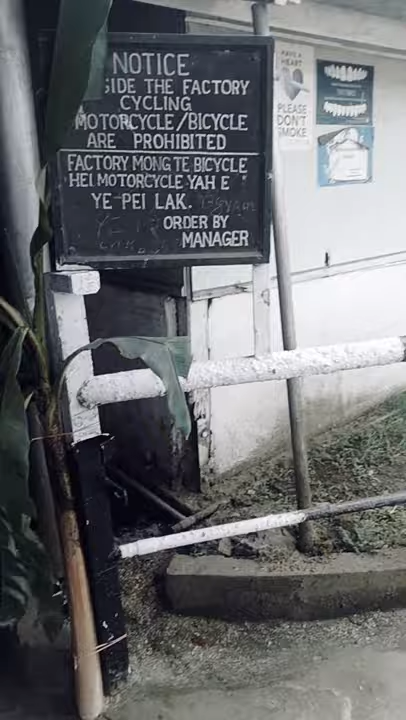 NOTICE
SIDE THE FACTORY
CYCLING
MOTORCYCLE/BICYCLE
ARE PROHIBITED
FACTORY MONG TE BICYCLE
HEI MOTORCYCLE YAH E
YE PEI LAK.
ORDER BY
MANAGER
HAVE A
HEART
PLEASE
DON'T
SMOKE